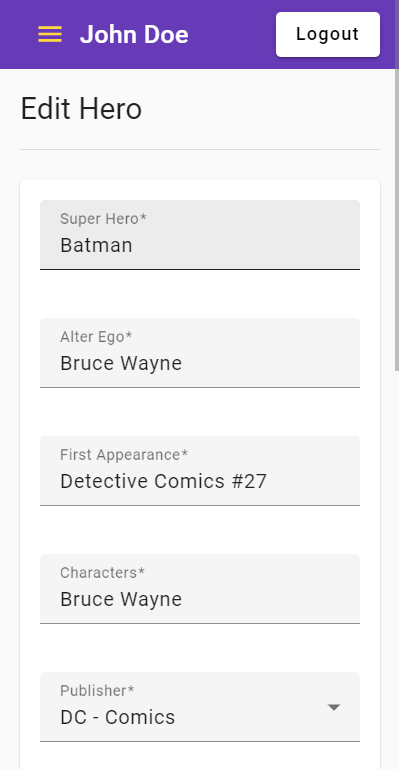 John Doe
Logout
Edit Hero
Super Hero*
Batman
Alter Ego*
Bruce Wayne
First Appearance*
Detective Comics #27
Characters*
Bruce Wayne
Publisher*
DC - Comics